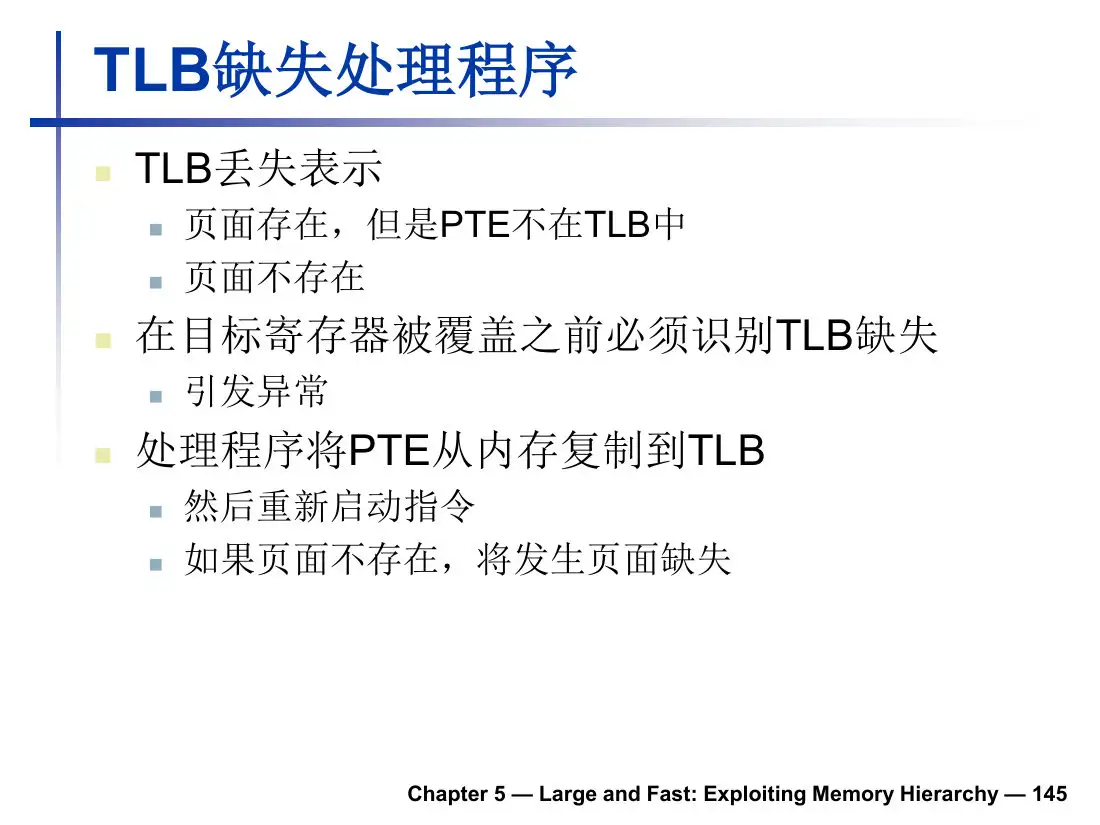 TLB缺失处理程序
TLB丢失表示
页面存在，但是PTE不在TLB中
页面不存在
在目标寄存器被覆盖之前必须识别TLB缺失
引发异常
处理程序将PTE从内存复制到TLB
然后重新启动指令
如果页面不存在，将发生页面缺失
Chapter 5 — Large and Fast: Exploiting Memory Hierarchy — 145